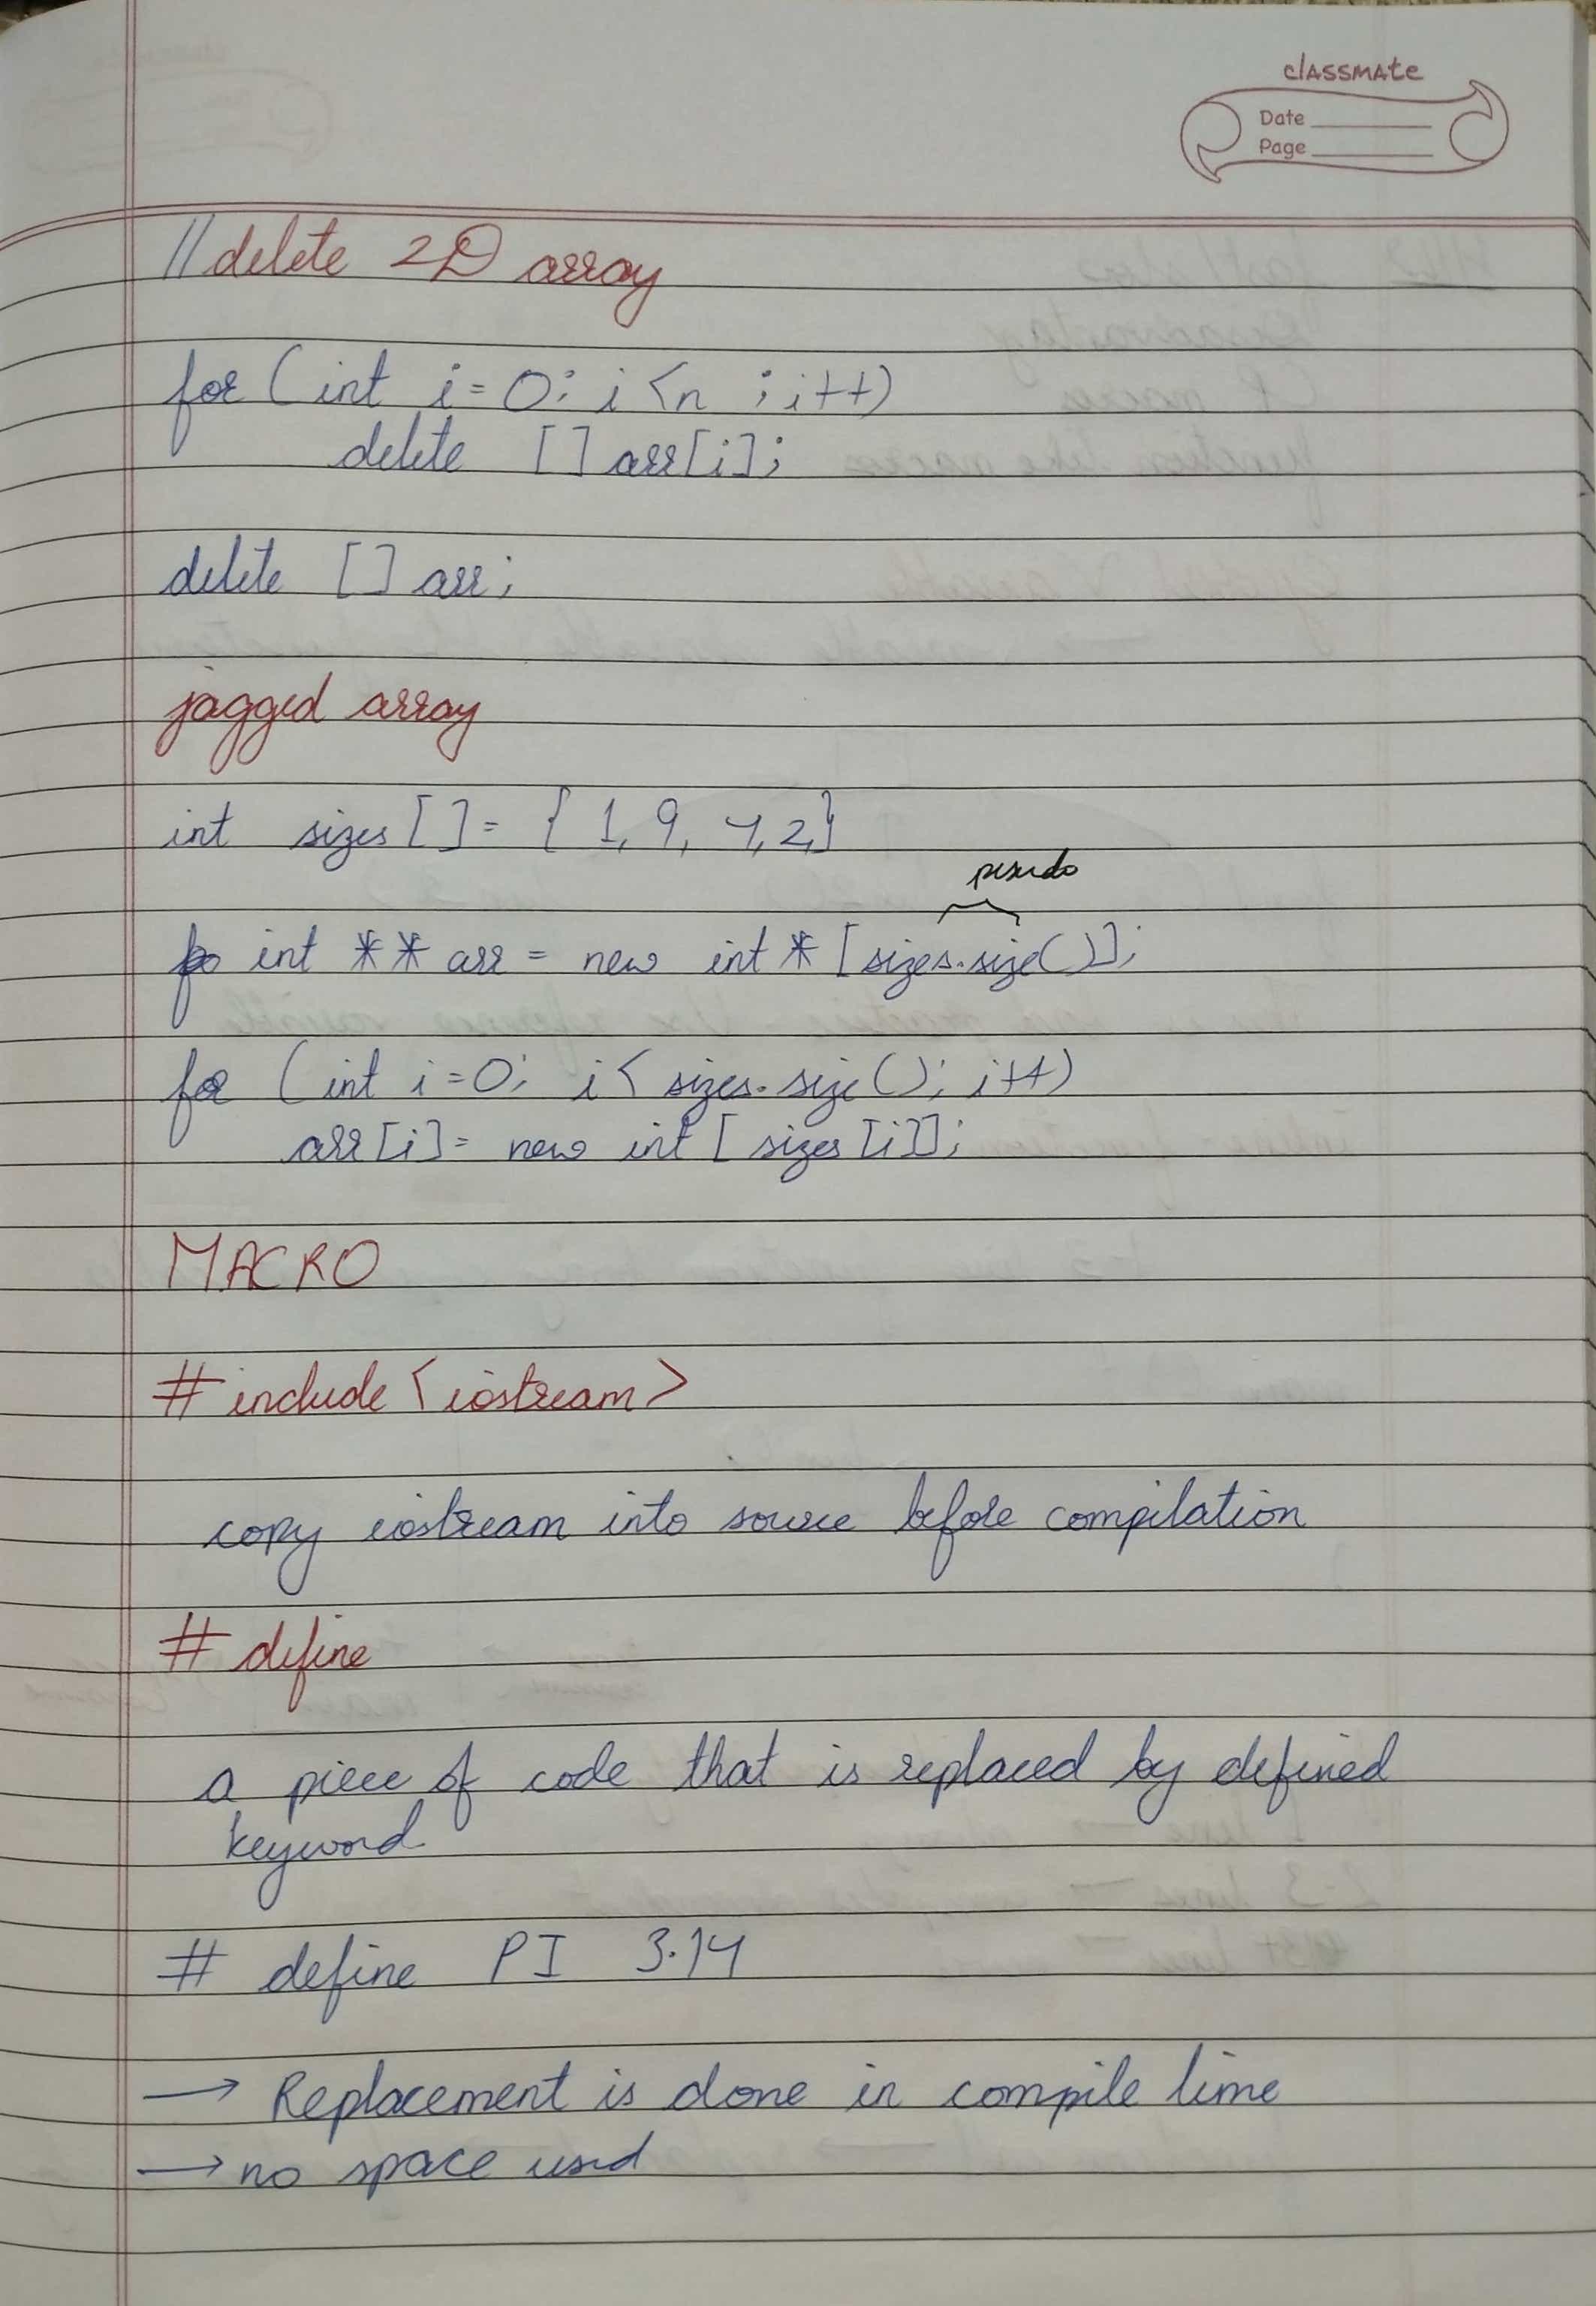 classmate
Date
Page
//delete 2D array
for (int i=0; i<n ; i++)
delete [] arr[i];
delete [] arr;
jagged array
int sizes[] = { 1, 9, 4, 2,}
pseudo
int ** arr = new int * [sizes.size()];
for (int i=0; i< sizes.size(); i++)
arr[i]= new int [ sizes[i]];
MACRO
#include <iostream>
copy iostream into source before compilation
# define
a piece of code that is replaced by defined
keyword
# define PI 3.14
→ Replacement is done in compile time
→ no space used